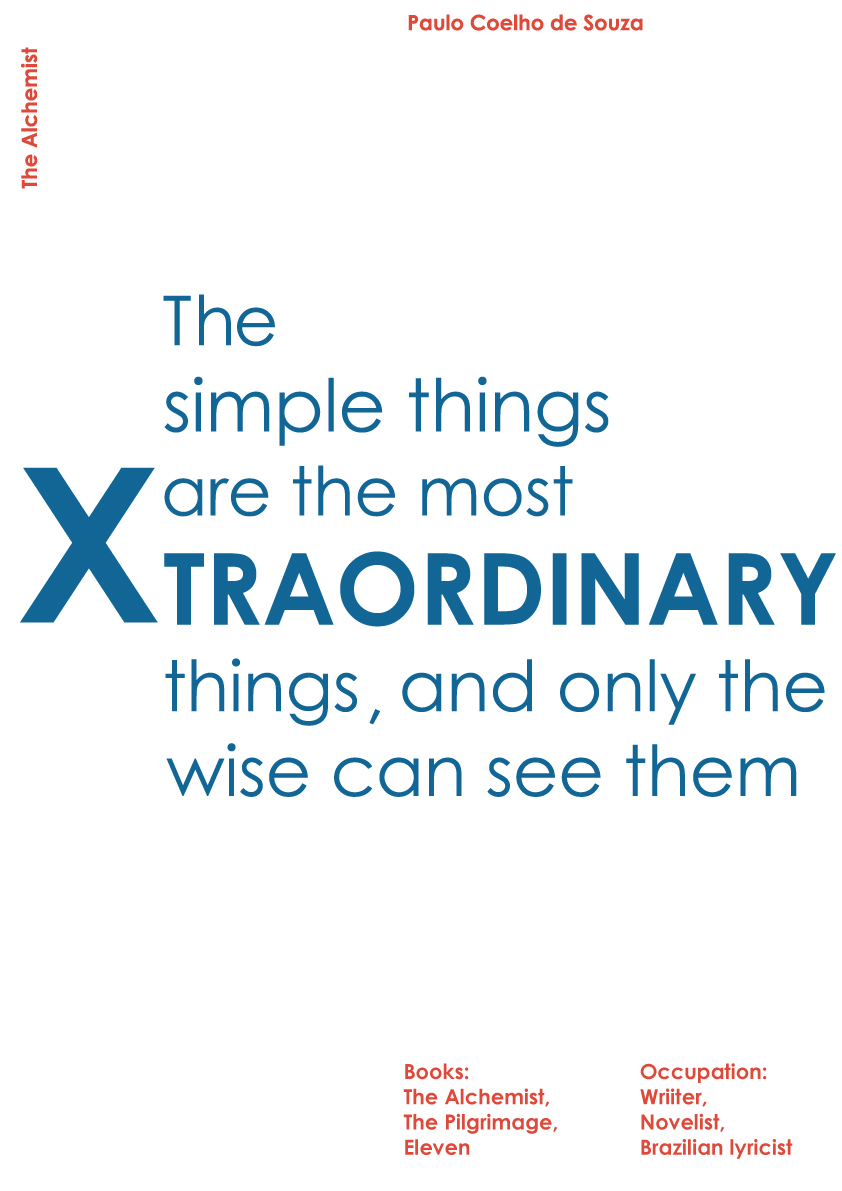 Paulo Coelho de Souza
The Alchemist
The
simple things
are the most
XTRAORDINARY
things, and only the
wise can see them
Books:
The Alchemist,
The Pilgrimage,
Eleven
Occupation:
Wriiter,
Novelist,
Brazilian lyricist